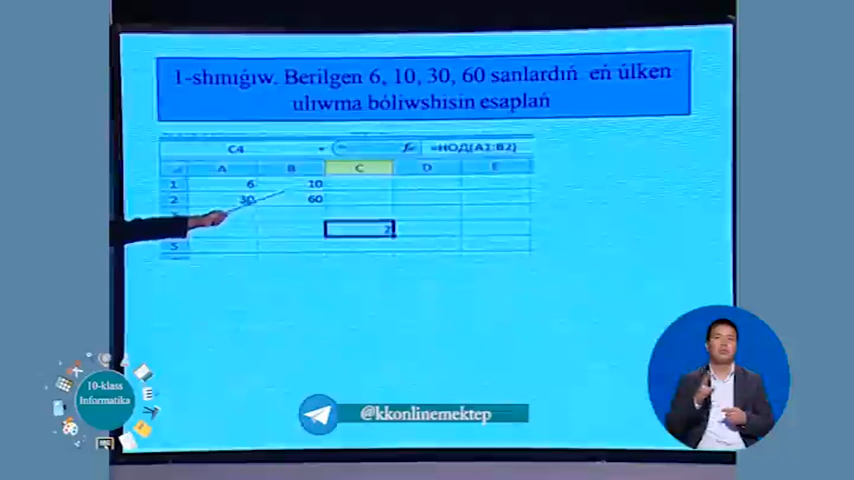 1-shınıǵıw. Berilgen 6, 10, 30, 60 sanlardıń eń úlken
ulıwma bóliwshisin esaplań
C4 fx =НОД(A1:B2)
A B C D E
1 6 10
2 30 60
2
5
10-klass
Informatika
@kkonlinemektep